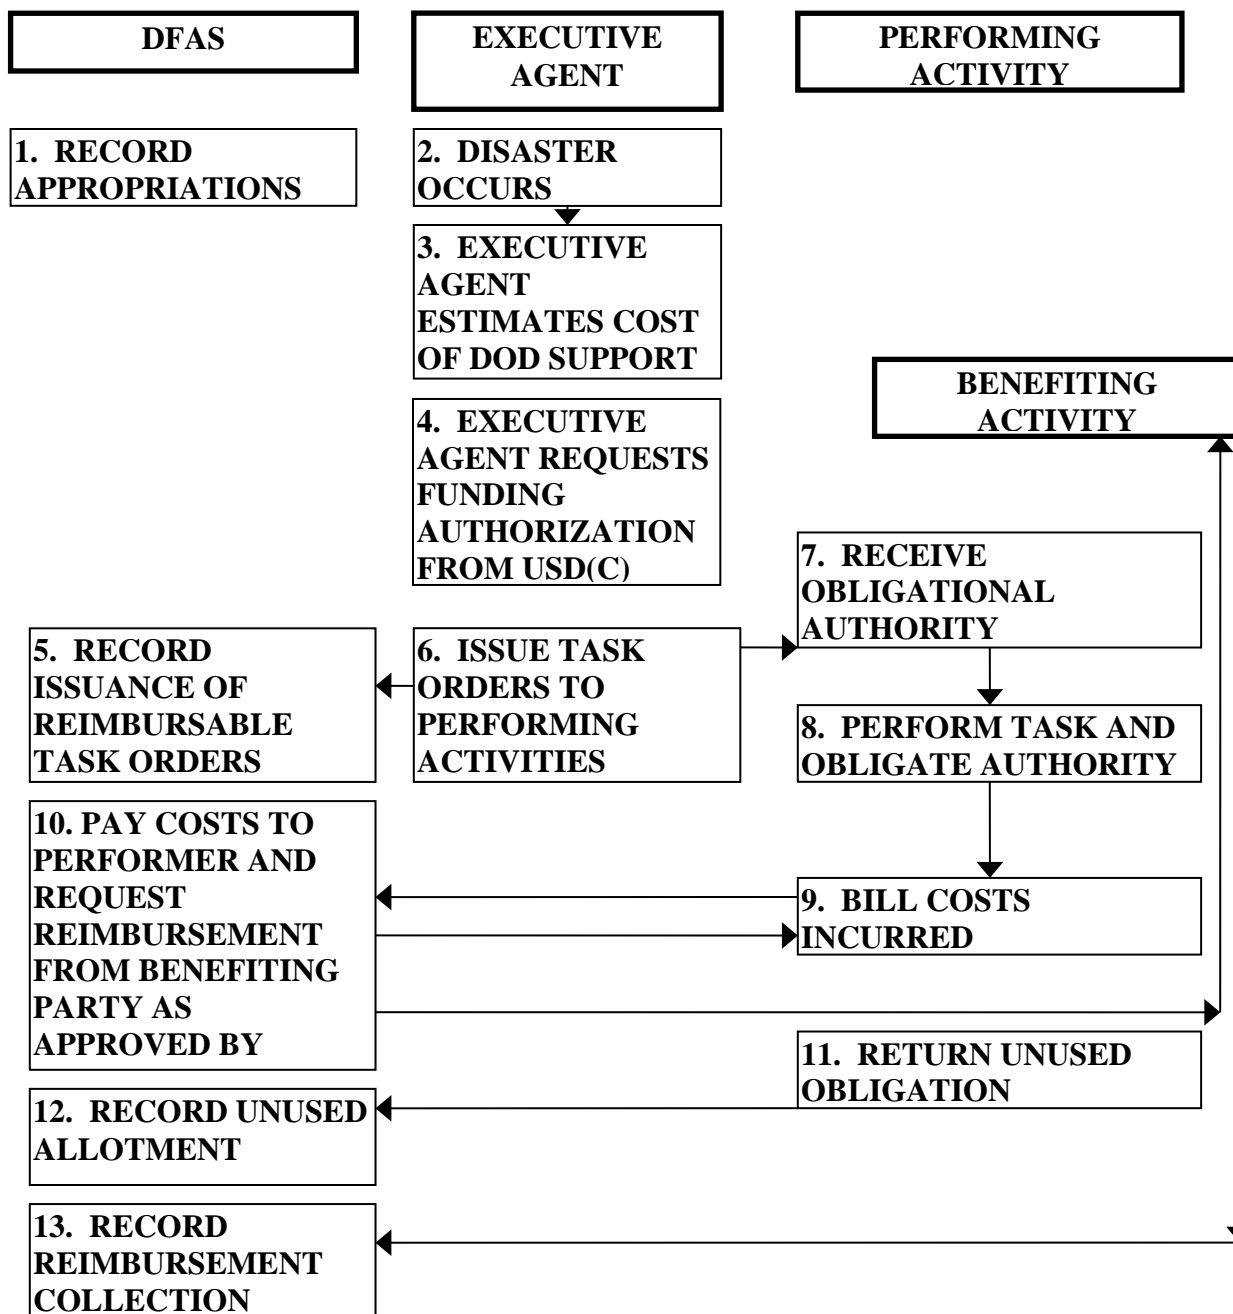 DFAS
EXECUTIVE
AGENT
PERFORMING
ACTIVITY
1. RECORD
APPROPRIATIONS
2. DISASTER
OCCURS
3. EXECUTIVE
AGENT
ESTIMATES COST
OF DOD SUPPORT
BENEFITING
ACTIVITY
4. EXECUTIVE
AGENT REQUESTS
FUNDING
AUTHORIZATION
FROM USD(C)
7. RECEIVE
OBLIGATIONAL
AUTHORITY
5. RECORD
ISSUANCE OF
REIMBURSABLE
TASK ORDERS
6. ISSUE TASK
ORDERS TO
PERFORMING
ACTIVITIES
8. PERFORM TASK AND
OBLIGATE AUTHORITY
10. PAY COSTS TO
PERFORMER AND
REQUEST
REIMBURSEMENT
FROM BENEFITING
PARTY AS
APPROVED BY
9. BILL COSTS
INCURRED
11. RETURN UNUSED
OBLIGATION
12. RECORD UNUSED
ALLOTMENT
13. RECORD
REIMBURSEMENT
COLLECTION